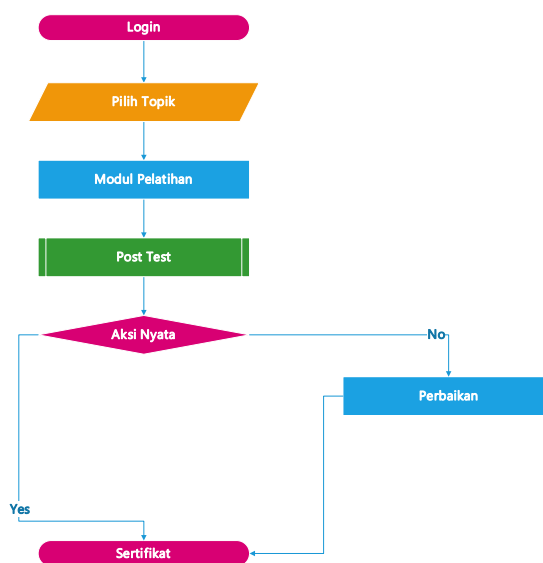 Login
Pilih Topik
Modul Pelatihan
Post Test
Aksi Nyata
No
Perbaikan
Yes
Sertifikat